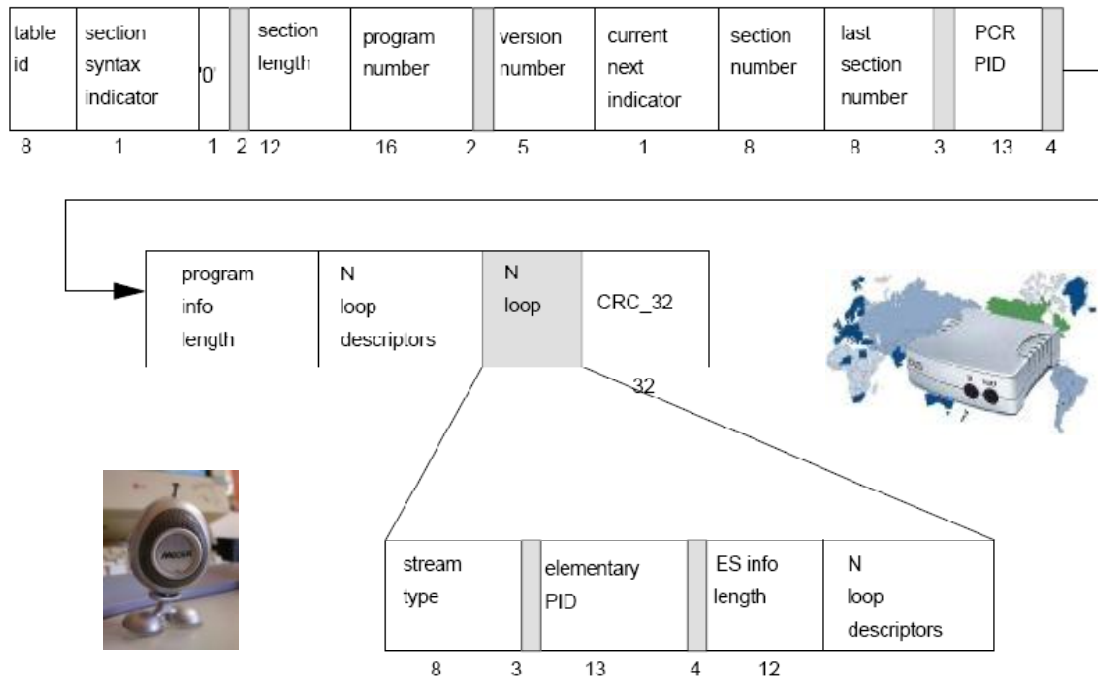 table
id
section
syntax
indicator
'0'
section
length
program
number
version
number
current
next
indicator
section
number
last
section
number
PCR
PID
8 1 1 2 12 16 2 5 1 8 8 3 13 4
program
info
length
N
loop
descriptors
N
loop
CRC_32
32
stream
type
elementary
PID
ES info
length
N
loop
descriptors
8 3 13 4 12